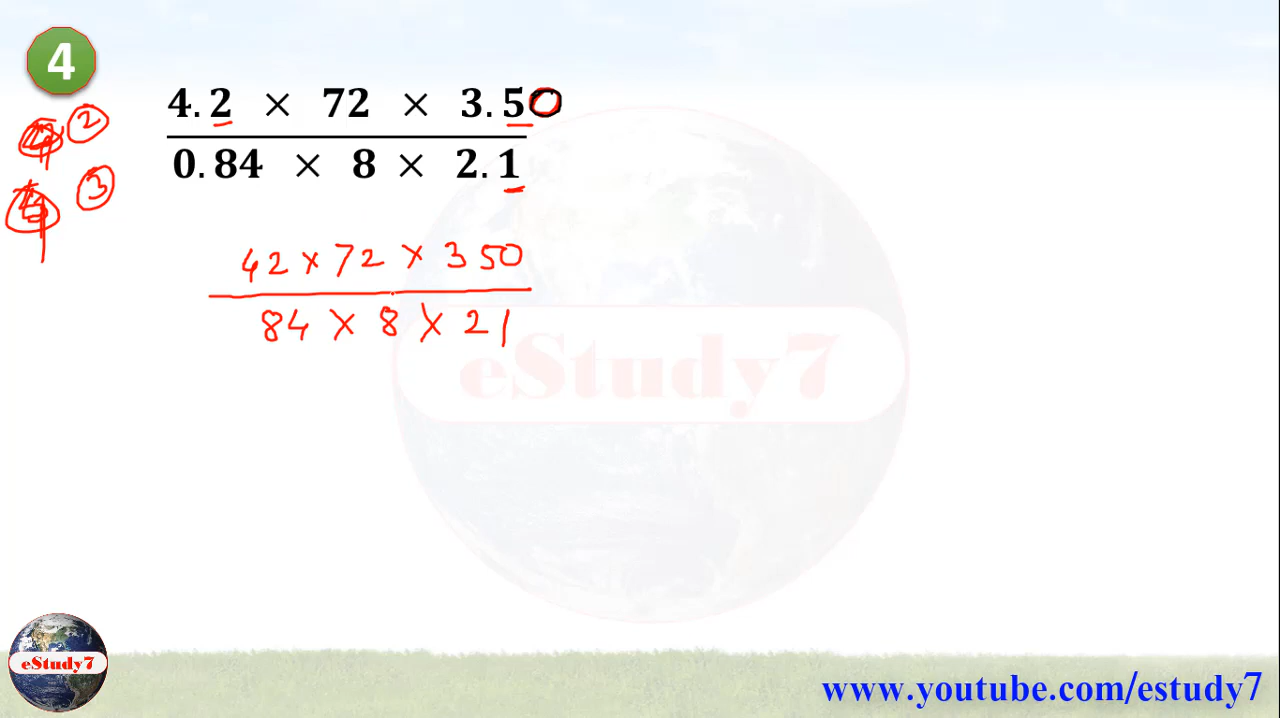 4
4.2 × 72 × 3.50
0.84 × 8 × 2.1
2
3
42 × 72 × 350
84 × 8 × 21
eStudy7
eStudy7
www.youtube.com/estudy7